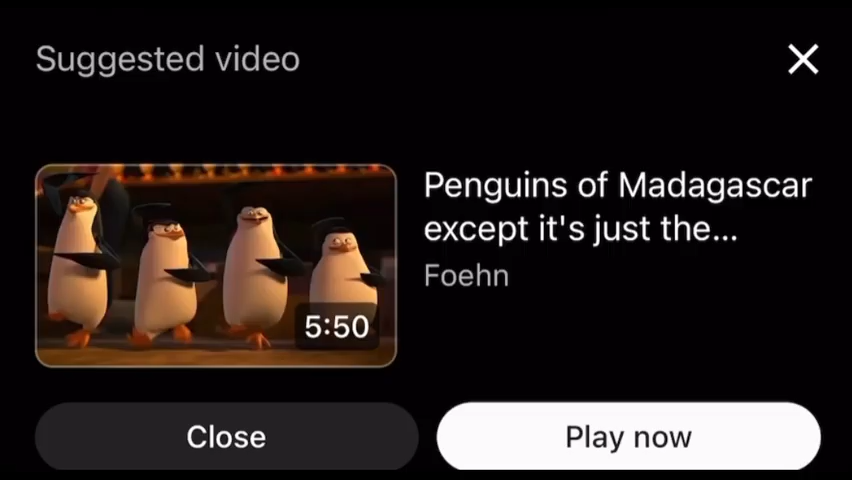 Suggested video
Penguins of Madagascar
except it's just the...
Foehn
5:50
Close
Play now